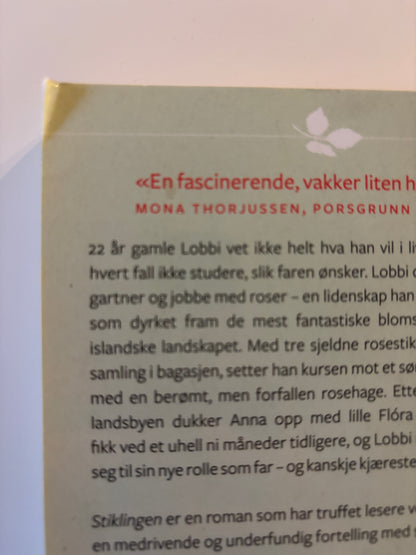 «En fascinerende, vakker liten h
MONA THORJUSSEN, PORSGRUNN
22 år gamle Lobbi vet ikke helt hva han vil i li
hvert fall ikke studere, slik faren ønsker. Lobbi
gartner og jobbe med roser – en lidenskap han
som dyrket fram de mest fantastiske bloms
islandske landskapet. Med tre sjeldne rosestik
samling i bagasjen, setter han kursen mot et sø
med en berømt, men forfallen rosehage. Ette
landsbyen dukker Anna opp med lille Flóra
fikk ved et uhell ni måneder tidligere, og Lobbi
seg til sin nye rolle som far – og kanskje kjæreste
Stiklingen er en roman som har truffet lesere v
en medrivende og underfundig fortelling med s